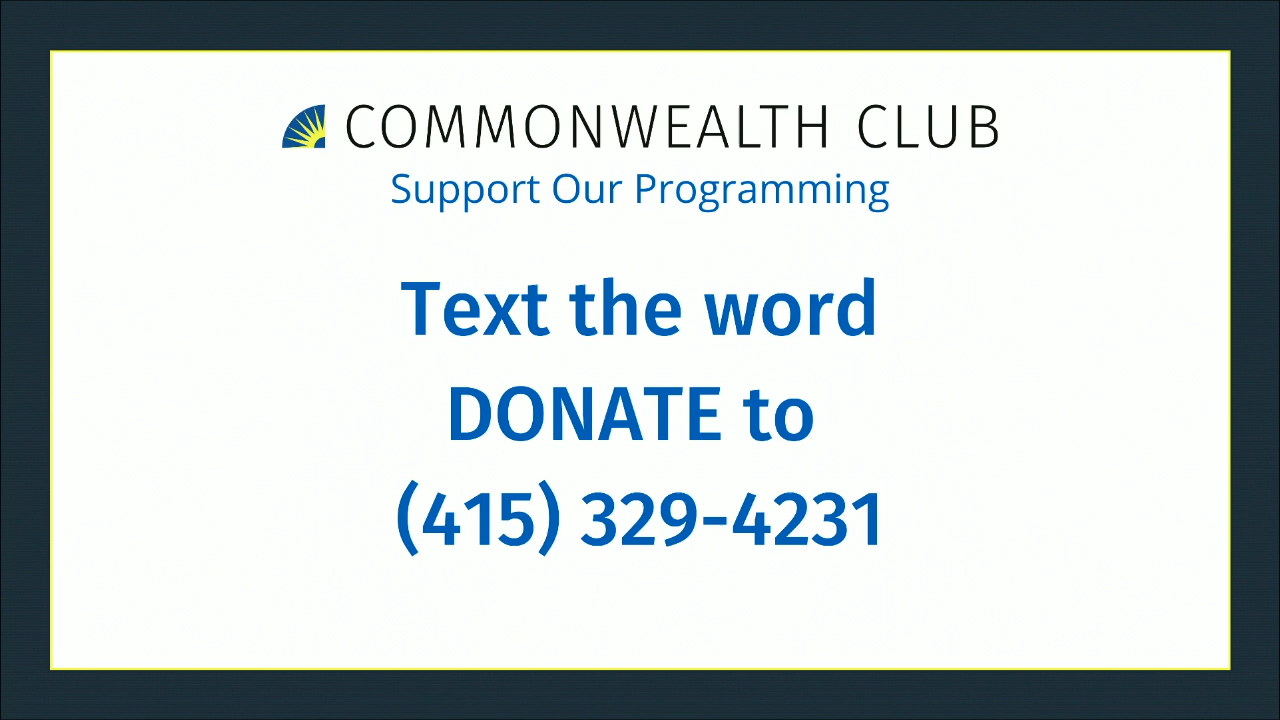 COMMONWEALTH CLUB
Support Our Programming
Text the word
DONATE to
(415) 329-4231